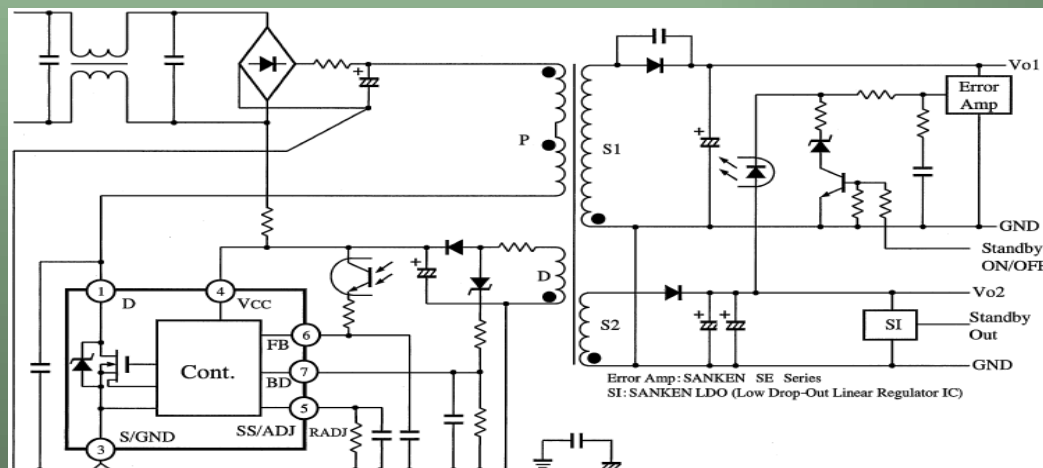 Vo1
Error
Amp
P
S1
GND
Standby
ON/OFF
D
1
D
4
VCC
S2
Vo2
SI
Standby
Out
FB
6
Cont.
BD
7
GND
Error Amp : SANKEN SE Series
SI : SANKEN LDO (Low Drop-Out Linear Regulator IC)
SS/ADJ
5
RADJ
S/GND
3
+
+
+
+
+